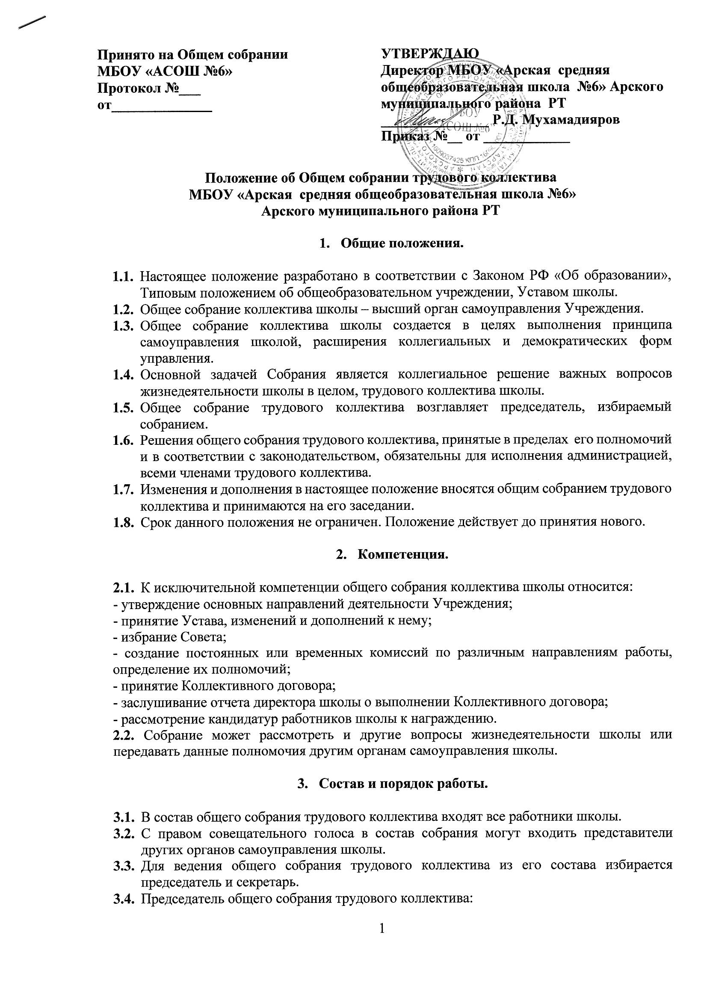 Принято на Общем собрании
МБОУ «АСОШ №6»
Протокол №___
от______________
УТВЕРЖДАЮ
Директор МБОУ «Арская средняя
общеобразовательная школа №6» Арского
муниципального района РТ
_______________ Р.Д. Мухамадияров
Приказ №__ от ____________
МБОУ
"АСОШ №6"
Положение об Общем собрании трудового коллектива
МБОУ «Арская средняя общеобразовательная школа №6»
Арского муниципального района РТ
1. Общие положения.
1.1. Настоящее положение разработано в соответствии с Законом РФ «Об образовании»,
Типовым положением об общеобразовательном учреждении, Уставом школы.
1.2. Общее собрание коллектива школы – высший орган самоуправления Учреждения.
1.3. Общее собрание коллектива школы создается в целях выполнения принципа
самоуправления школой, расширения коллегиальных и демократических форм
управления.
1.4. Основной задачей Собрания является коллегиальное решение важных вопросов
жизнедеятельности школы в целом, трудового коллектива школы.
1.5. Общее собрание трудового коллектива возглавляет председатель, избираемый
собранием.
1.6. Решения общего собрания трудового коллектива, принятые в пределах его полномочий
и в соответствии с законодательством, обязательны для исполнения администрацией,
всеми членами трудового коллектива.
1.7. Изменения и дополнения в настоящее положение вносятся общим собранием трудового
коллектива и принимаются на его заседании.
1.8. Срок данного положения не ограничен. Положение действует до принятия нового.
2. Компетенция.
2.1. К исключительной компетенции общего собрания коллектива школы относится:
- утверждение основных направлений деятельности Учреждения;
- принятие Устава, изменений и дополнений к нему;
- избрание Совета;
- создание постоянных или временных комиссий по различным направлениям работы,
определение их полномочий;
- принятие Коллективного договора;
- заслушивание отчета директора школы о выполнении Коллективного договора;
- рассмотрение кандидатур работников школы к награждению.
2.2. Собрание может рассмотреть и другие вопросы жизнедеятельности школы или
передавать данные полномочия другим органам самоуправления школы.
3. Состав и порядок работы.
3.1. В состав общего собрания трудового коллектива входят все работники школы.
3.2. С правом совещательного голоса в состав собрания могут входить представители
других органов самоуправления школы.
3.3. Для ведения общего собрания трудового коллектива из его состава избирается
председатель и секретарь.
3.4. Председатель общего собрания трудового коллектива:
1